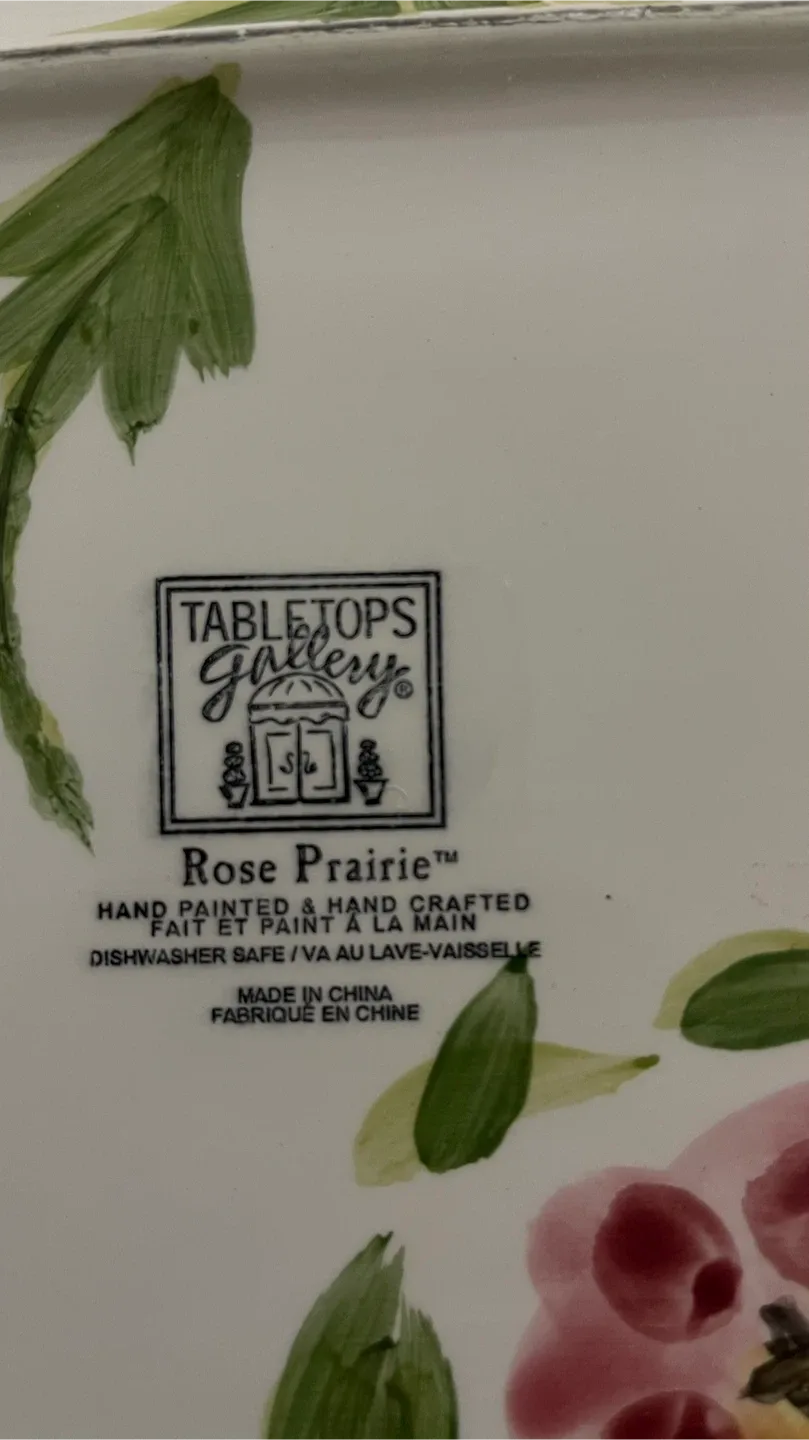 TABLETOPS
gallery®
Rose Prairie™
HAND PAINTED & HAND CRAFTED
FAIT ET PAINT À LA MAIN
DISHWASHER SAFE / VA AU LAVE-VAISSELLE
MADE IN CHINA
FABRIQUÉ EN CHINE